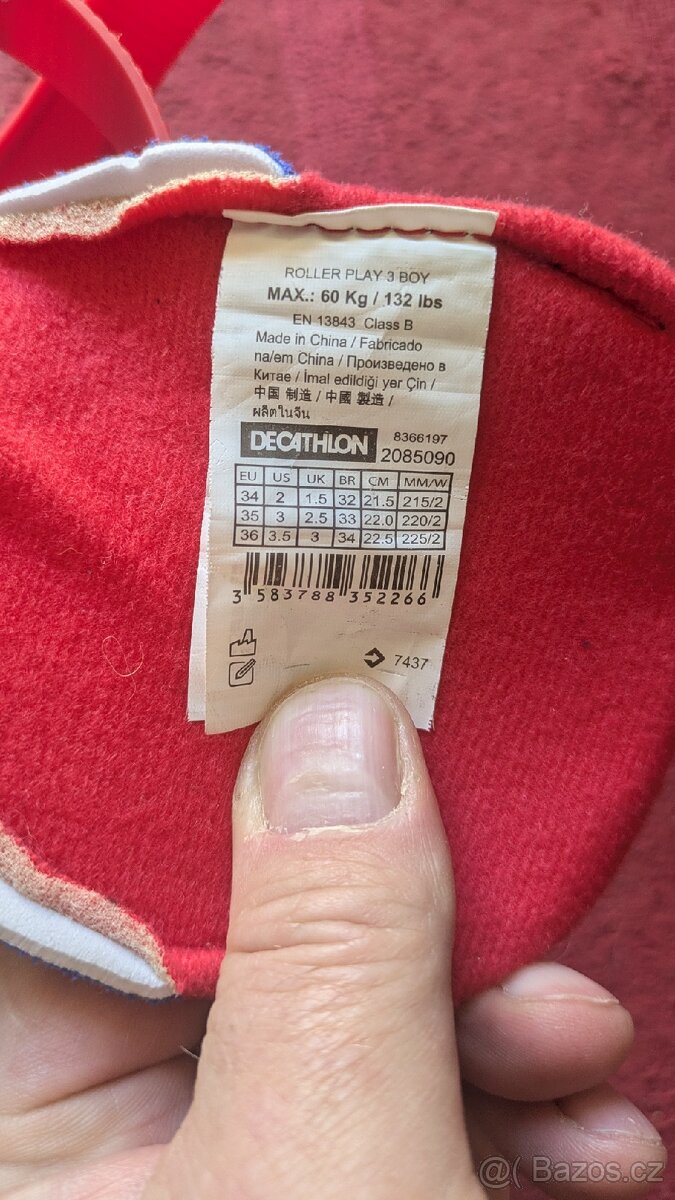 ROLLER PLAY 3 BOY
MAX.: 60 Kg / 132 lbs
EN 13843 Class B
Made in China / Fabricado
na/em China / Произведено в
Китае / İmal edildiği yer Çin /
中国 制造 / 中國 製造 /
ผลิตในจีน
DECATHLON 8366197
2085090
EU US UK BR CM MM/W
34 2 1.5 32 21.5 215/2
35 3 2.5 33 22.0 220/2
36 3.5 3 34 22.5 225/2
3 583788 352266
7437
@( Bazos.cz